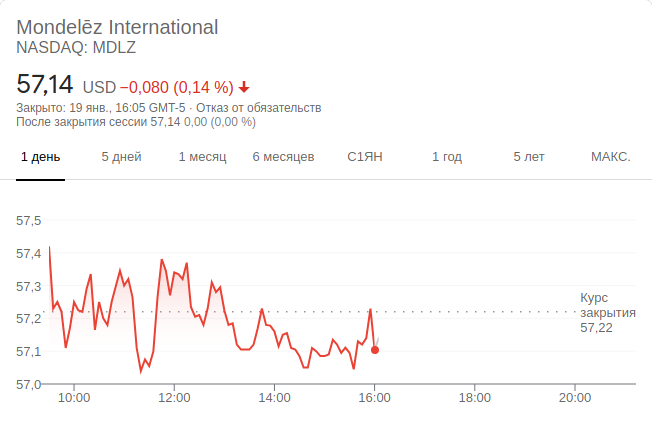 Mondelēz International
NASDAQ: MDLZ
57,14 USD −0,080 (0,14 %)
Закрыто: 19 янв., 16:05 GMT-5 · Отказ от обязательств
После закрытия сессии 57,14 0,00 (0,00 %)
1 день 5 дней 1 месяц 6 месяцев С1ЯН 1 год 5 лет МАКС.
57,5
57,4
57,3
Курс
закрытия
57,22
57,2
57,1
57,0
10:00 12:00 14:00 16:00 18:00 20:00